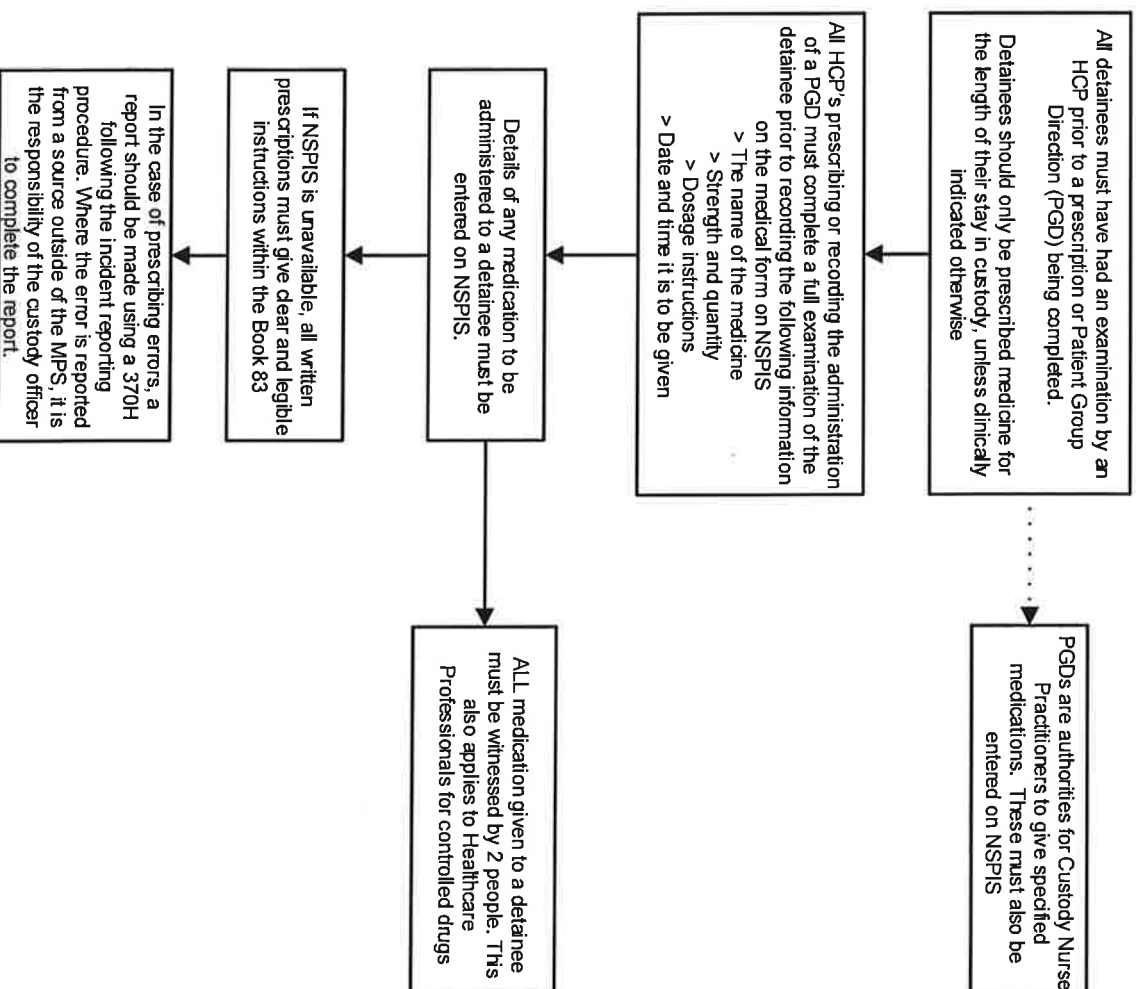 All detainees must have had an examination by an
HCP prior to a prescription or Patient Group
Direction (PGD) being completed.
Detainees should only be prescribed medicine for
the length of their stay in custody, unless clinically
indicated otherwise
PGDs are authorities for Custody Nurse
Practitioners to give specified
medications. These must also be
entered on NSPIS
All HCP's prescribing or recording the administration
of a PGD must complete a full examination of the
detainee prior to recording the following information
on the medical form on NSPIS
> The name of the medicine
> Strength and quantity
> Dosage instructions
> Date and time it is to be given
Details of any medication to be
administered to a detainee must be
entered on NSPIS.
ALL medication given to a detainee
must be witnessed by 2 people. This
also applies to Healthcare
Professionals for controlled drugs
If NSPIS is unavailable, all written
prescriptions must give clear and legible
instructions within the Book 83
In the case of prescribing errors, a
report should be made using a 370H
following the incident reporting
procedure. Where the error is reported
from a source outside of the MPS, it is
the responsibility of the custody officer
to complete the report.